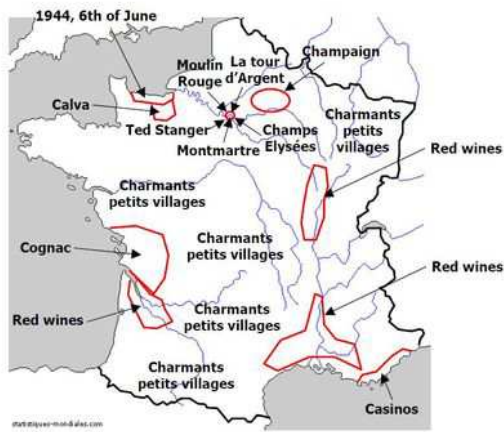 1944, 6th of June
Moulin
Rouge
La tour
d'Argent
Champaign
Calva
Charmants
petits
villages
Ted Stanger
Champs
Elysées
Montmartre
Red wines
Charmants
petits villages
Cognac
Charmants
petits villages
Red wines
Red wines
Charmants
petits villages
Charmants
petits villages
Casinos
statistiques-mondiales.com